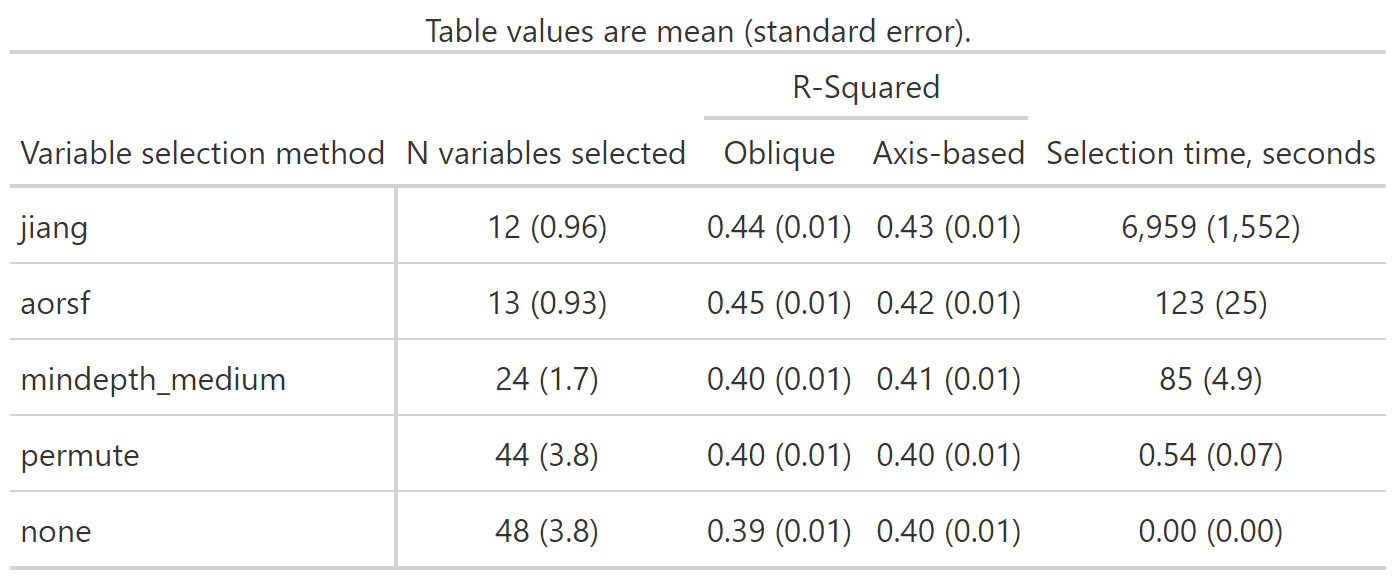 Table values are mean (standard error).
R-Squared
Variable selection method N variables selected Oblique Axis-based Selection time, seconds
jiang 12 (0.96) 0.44 (0.01) 0.43 (0.01) 6,959 (1,552)
aorsf 13 (0.93) 0.45 (0.01) 0.42 (0.01) 123 (25)
mindepth_medium 24 (1.7) 0.40 (0.01) 0.41 (0.01) 85 (4.9)
permute 44 (3.8) 0.40 (0.01) 0.40 (0.01) 0.54 (0.07)
none 48 (3.8) 0.39 (0.01) 0.40 (0.01) 0.00 (0.00)